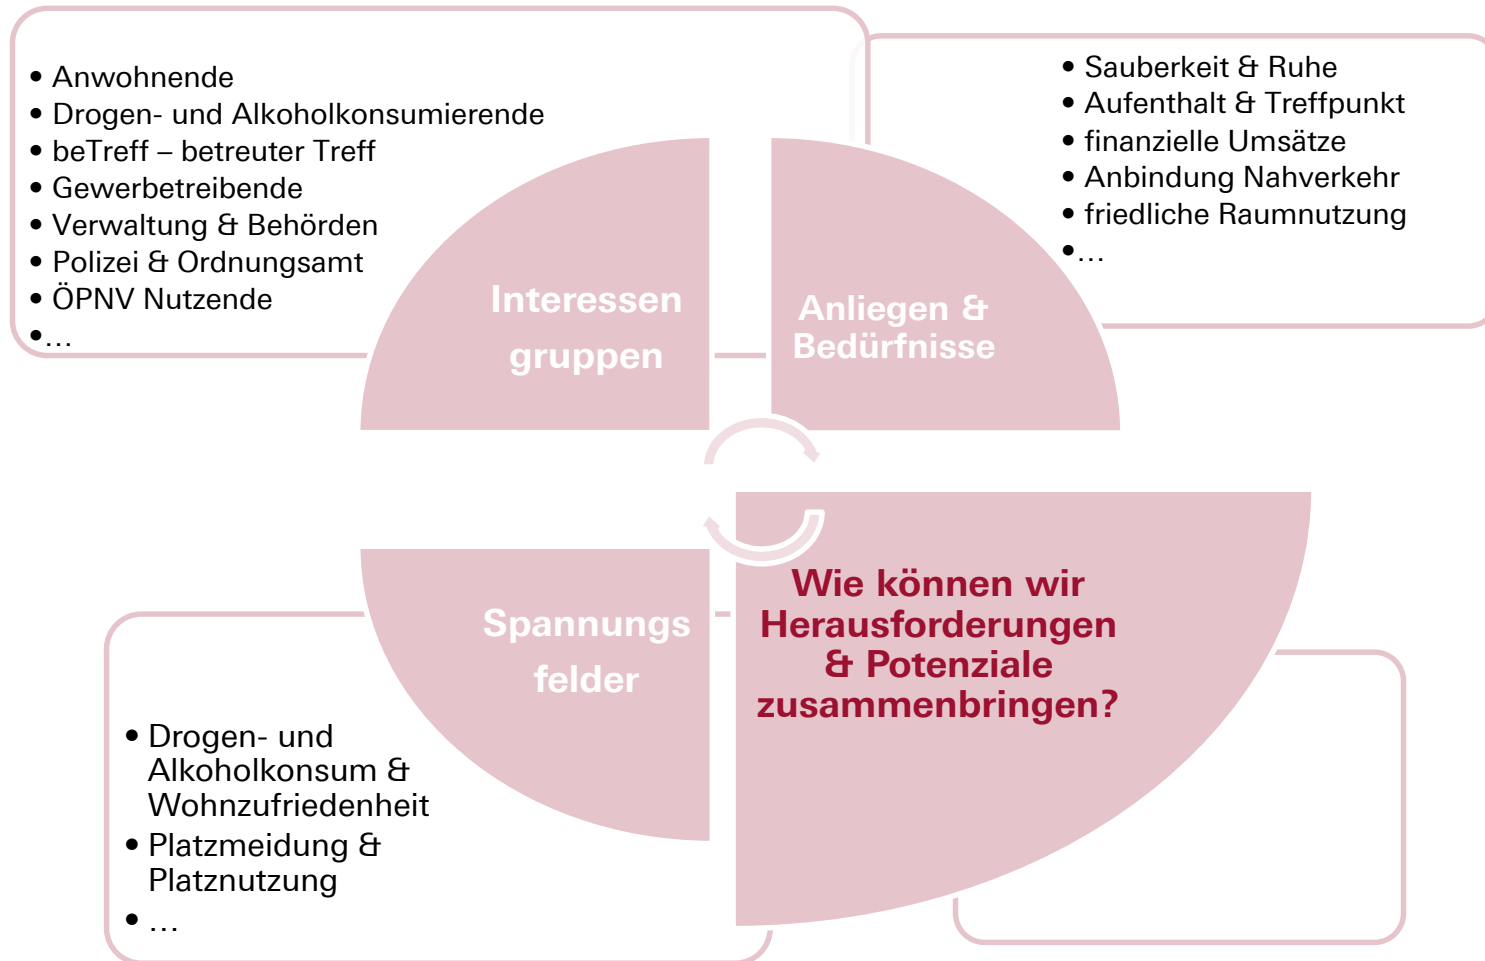 • Anwohnende
• Drogen- und Alkoholkonsumierende
• beTreff – betreuter Treff
• Gewerbetreibende
• Verwaltung & Behörden
• Polizei & Ordnungsamt
• ÖPNV Nutzende
•…
Interessen
gruppen
• Sauberkeit & Ruhe
• Aufenthalt & Treffpunkt
• finanzielle Umsätze
• Anbindung Nahverkehr
• friedliche Raumnutzung
•…
Anliegen &
Bedürfnisse
Spannungs
felder
• Drogen- und
Alkoholkonsum &
Wohnzufriedenheit
• Platzmeidung &
Platznutzung
• …
Wie können wir
Herausforderungen
& Potenziale
zusammenbringen?